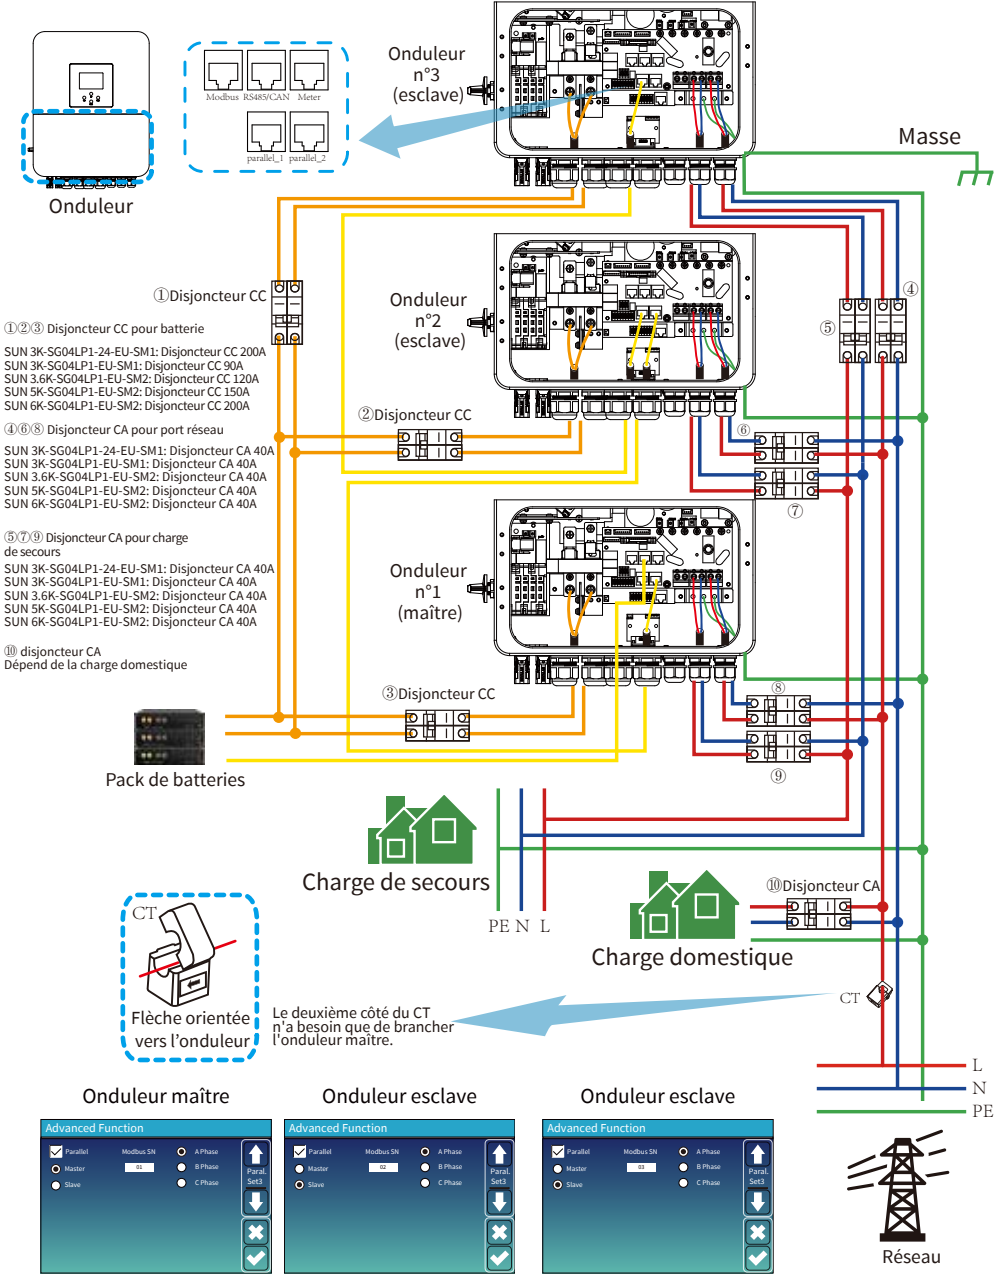 Onduleur
Modbus RS485/CAN Meter
parallel_1 parallel_2
Onduleur
n°3
(esclave)
Masse
①Disjoncteur CC
①②③ Disjoncteur CC pour batterie
SUN 3K-SG04LP1-24-EU-SM1: Disjoncteur CC 200A
SUN 3K-SG04LP1-EU-SM1: Disjoncteur CC 90A
SUN 3.6K-SG04LP1-EU-SM2: Disjoncteur CC 120A
SUN 5K-SG04LP1-EU-SM2: Disjoncteur CC 150A
SUN 6K-SG04LP1-EU-SM2: Disjoncteur CC 200A
④⑥⑧ Disjoncteur CA pour port réseau
SUN 3K-SG04LP1-24-EU-SM1: Disjoncteur CA 40A
SUN 3K-SG04LP1-EU-SM1: Disjoncteur CA 40A
SUN 3.6K-SG04LP1-EU-SM2: Disjoncteur CA 40A
SUN 5K-SG04LP1-EU-SM2: Disjoncteur CA 40A
SUN 6K-SG04LP1-EU-SM2: Disjoncteur CA 40A
⑤⑦⑨ Disjoncteur CA pour charge
de secours
SUN 3K-SG04LP1-24-EU-SM1: Disjoncteur CA 40A
SUN 3K-SG04LP1-EU-SM1: Disjoncteur CA 40A
SUN 3.6K-SG04LP1-EU-SM2: Disjoncteur CA 40A
SUN 5K-SG04LP1-EU-SM2: Disjoncteur CA 40A
SUN 6K-SG04LP1-EU-SM2: Disjoncteur CA 40A
⑩ disjoncteur CA
Dépend de la charge domestique
Onduleur
n°2
(esclave)
④
⑤
②Disjoncteur CC
⑥
⑦
Onduleur
n°1
(maître)
③Disjoncteur CC
⑧
⑨
Pack de batteries
Charge de secours
PE N L
⑩Disjoncteur CA
Charge domestique
CT
CT
Flèche orientée
vers l'onduleur
Le deuxième côté du CT
n'a besoin que de brancher
l'onduleur maître.
L
N
PE
Réseau
Onduleur maître
Advanced Function
Parallel Modbus SN A Phase
Master 01 B Phase
Slave C Phase
Paral.
Set3
Onduleur esclave
Advanced Function
Parallel Modbus SN A Phase
Master 02 B Phase
Slave C Phase
Paral.
Set3
Onduleur esclave
Advanced Function
Parallel Modbus SN A Phase
Master 03 B Phase
Slave C Phase
Paral.
Set3